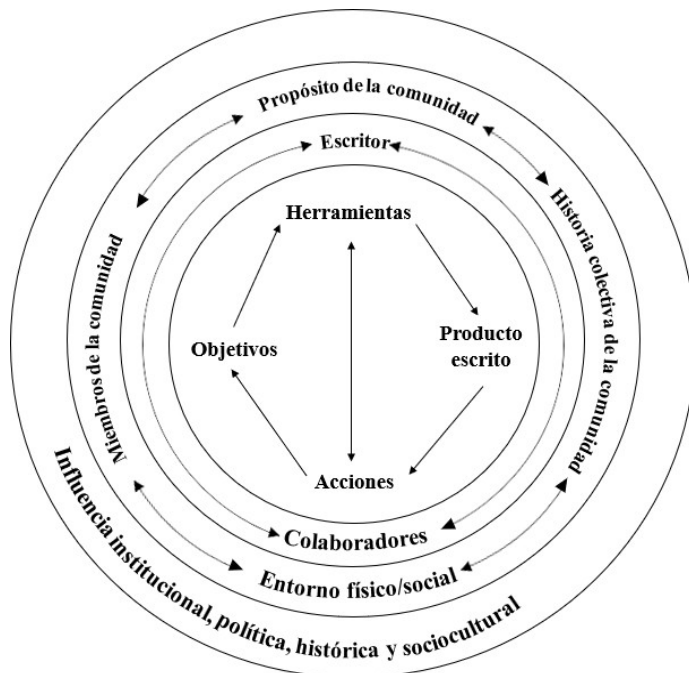 Propósito de la comunidad
Escritor
Herramientas
Historia colectiva de la comunidad
Miembros de la comunidad
Objetivos
Producto
escrito
Acciones
Colaboradores
Entorno físico/social
Influencia institucional, política, histórica y sociocultural